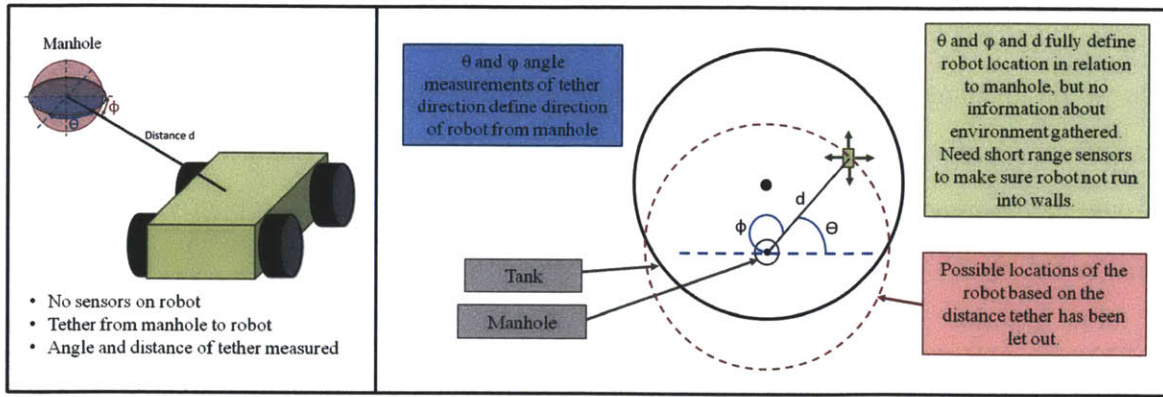 Manhole
ϕ
θ
Distance d
• No sensors on robot
• Tether from manhole to robot
• Angle and distance of tether measured
θ and φ angle
measurements of tether
direction define direction
of robot from manhole
Tank
Manhole
d
ϕ
θ
θ and φ and d fully define
robot location in relation
to manhole, but no
information about
environment gathered.
Need short range sensors
to make sure robot not run
into walls.
Possible locations of the
robot based on the
distance tether has been
let out.